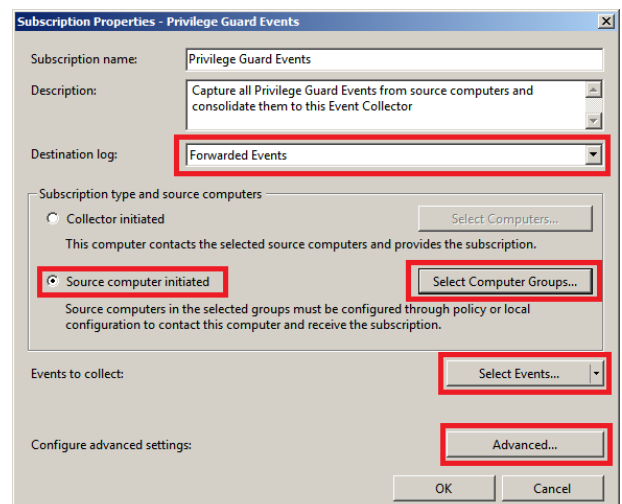 Subscription Properties - Privilege Guard Events
Subscription name:
Privilege Guard Events
Description:
Capture all Privilege Guard Events from source computers and
consolidate them to this Event Collector
Destination log:
Forwarded Events
Subscription type and source computers
Collector initiated
Select Computers...
This computer contacts the selected source computers and provides the subscription.
Source computer initiated
Select Computer Groups...
Source computers in the selected groups must be configured through policy or local
configuration to contact this computer and receive the subscription.
Events to collect:
Select Events...
Configure advanced settings:
Advanced...
OK
Cancel